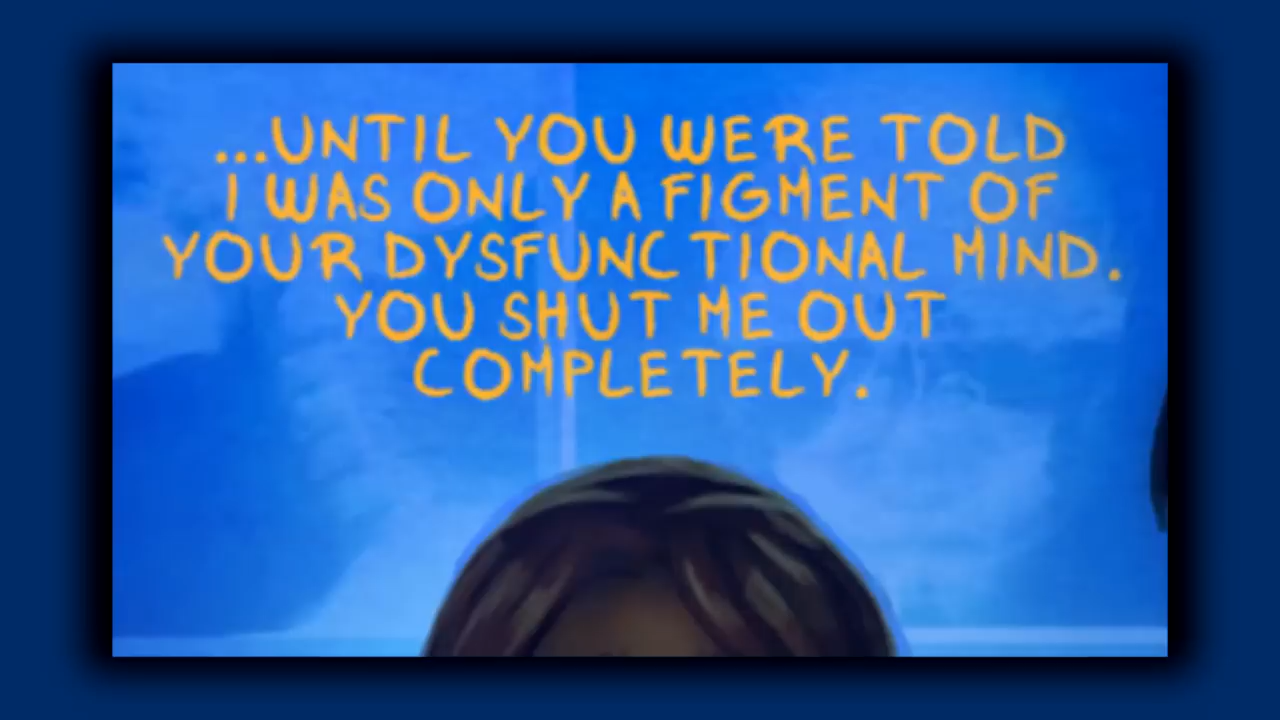 ...UNTIL YOU WERE TOLD
I WAS ONLY A FIGMENT OF
YOUR DYSFUNCTIONAL MIND.
YOU SHUT ME OUT
COMPLETELY.